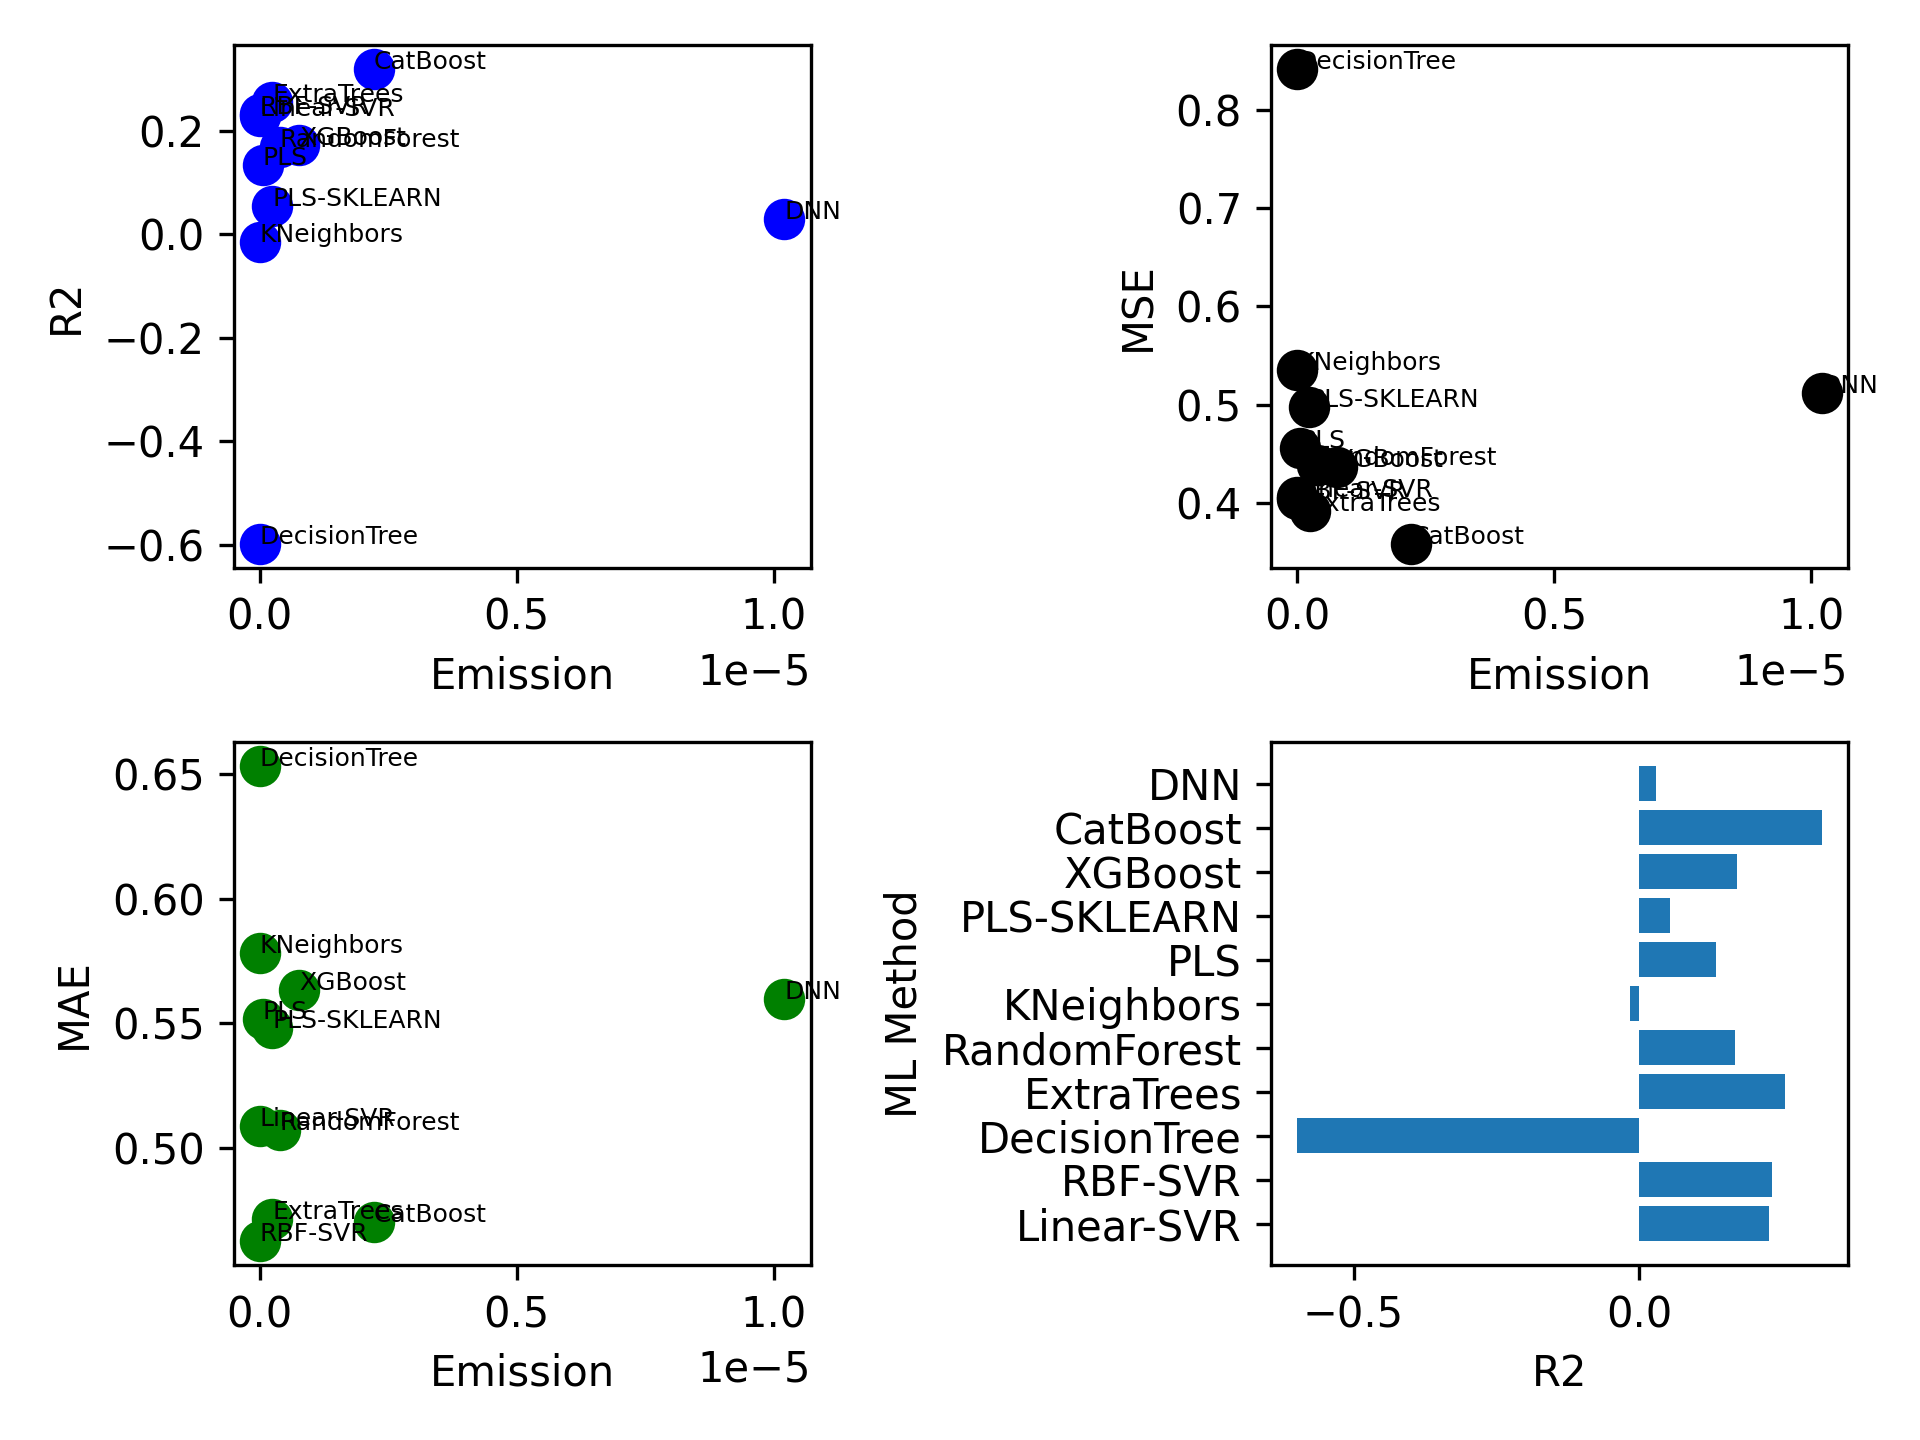 R2
0.2
0.0
−0.2
−0.4
−0.6
CatBoost
ExtraTrees
RBF-SVR
Linear-SVR
XGBoost
RandomForest
PLS
PLS-SKLEARN
DNN
KNeighbors
DecisionTree
0.0 0.5 1.0
Emission 1e−5
MSE
0.8
0.7
0.6
0.5
0.4
DecisionTree
KNeighbors
DNN
PLS-SKLEARN
PLS
RandomForest
XGBoost
Linear-SVR
RBF-SVR
ExtraTrees
CatBoost
0.0 0.5 1.0
Emission 1e−5
MAE
0.65
0.60
0.55
0.50
DecisionTree
KNeighbors
XGBoost
DNN
PLS
PLS-SKLEARN
Linear-SVR
RandomForest
ExtraTrees
CatBoost
RBF-SVR
0.0 0.5 1.0
Emission 1e−5
ML Method
DNN
CatBoost
XGBoost
PLS-SKLEARN
PLS
KNeighbors
RandomForest
ExtraTrees
DecisionTree
RBF-SVR
Linear-SVR
−0.5 0.0
R2